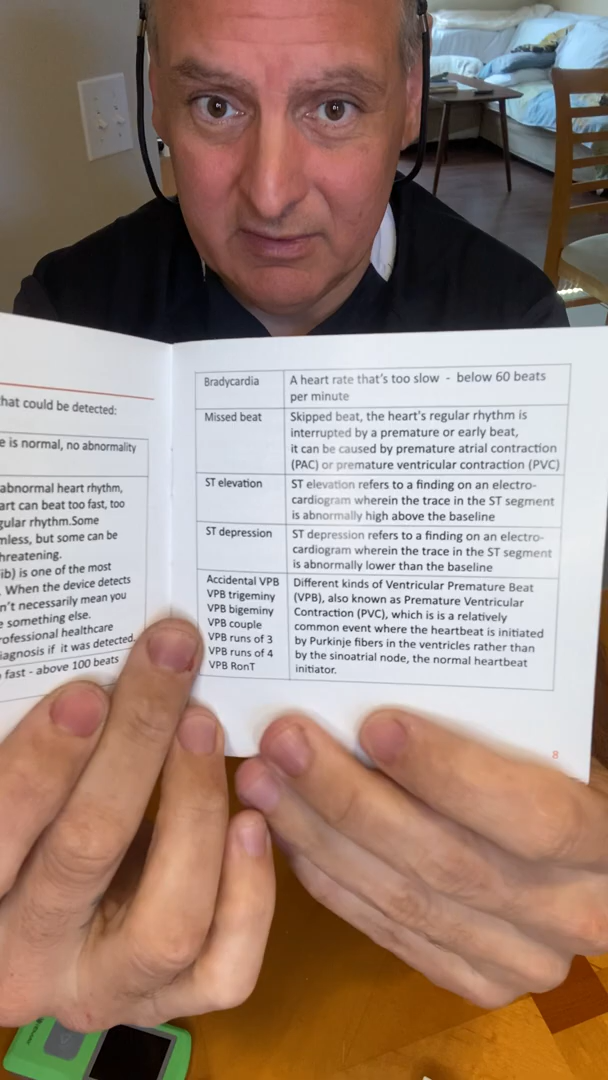 hat could be detected:
e is normal, no abnormality
abnormal heart rhythm,
art can beat too fast, too
gular rhythm.Some
mless, but some can be
hreatening.
ib) is one of the most
. When the device detects
n't necessarily mean you
e something else.
rofessional healthcare
iagnosis if it was detected.
fast - above 100 beats
Bradycardia
A heart rate that's too slow - below 60 beats
per minute
Missed beat
Skipped beat, the heart's regular rhythm is
interrupted by a premature or early beat,
it can be caused by premature atrial contraction
(PAC) or premature ventricular contraction (PVC)
ST elevation
ST elevation refers to a finding on an electro-
cardiogram wherein the trace in the ST segment
is abnormally high above the baseline
ST depression
ST depression refers to a finding on an electro-
cardiogram wherein the trace in the ST segment
is abnormally lower than the baseline
Accidental VPB
VPB trigeminy
VPB bigeminy
VPB couple
VPB runs of 3
VPB runs of 4
VPB RonT
Different kinds of Ventricular Premature Beat
(VPB), also known as Premature Ventricular
Contraction (PVC), which is is a relatively
common event where the heartbeat is initiated
by Purkinje fibers in the ventricles rather than
by the sinoatrial node, the normal heartbeat
initiator.
8